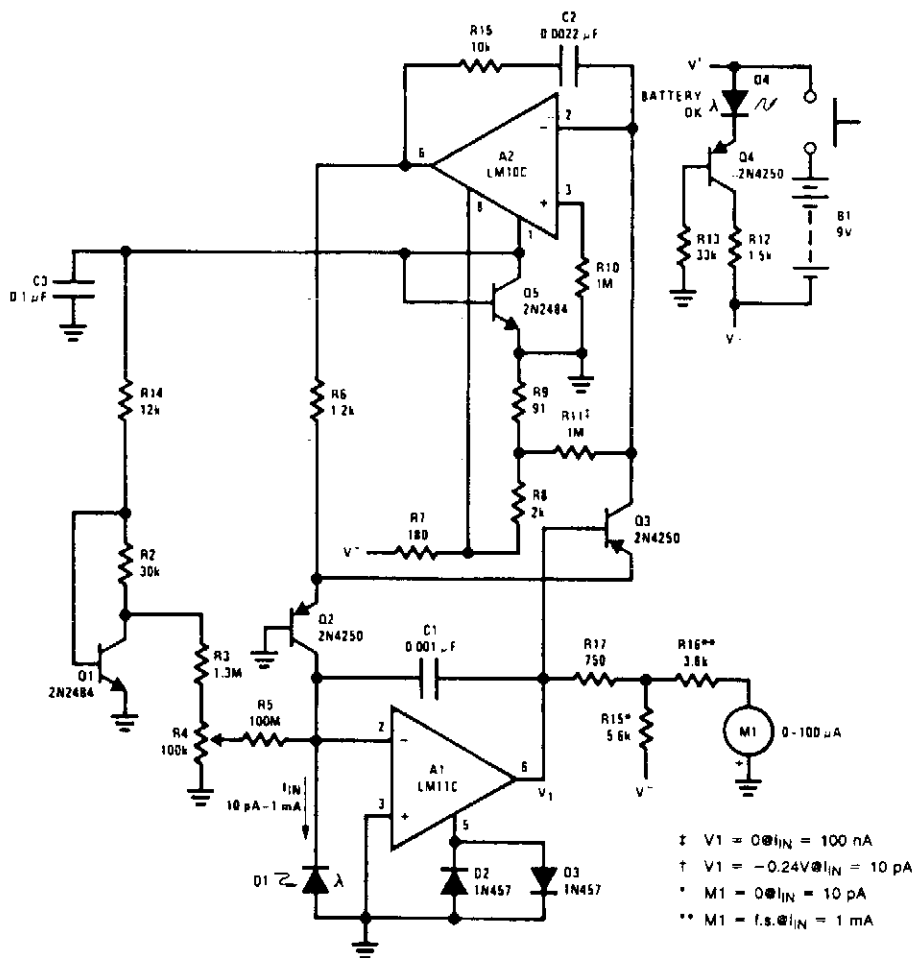 C2
0.0022 µF
R15
10k
V+
D4
BATTERY
OK
λ
2
−
6
A2
LM10C
8
3
+
1
Q4
2N4250
B1
9V
R13
33k
R12
1.5k
V−
C3
0.1 µF
R10
1M
Q5
2N2484
R14
12k
R6
1.2k
R9
91
R11‡
1M
R8
2k
R7
180
V−
Q3
2N4250
R2
30k
Q2
2N4250
C1
0.001 µF
Q1
2N2484
R3
1.3M
R17
750
R16**
3.8k
R4
100k
R5
100M
R15*
5.6k
M1
0-100 µA
+
V−
2
−
A1
LM11C
6
V1
IIN
10 pA-1 mA
3
+
5
D1
λ
D2
1N457
D3
1N457
‡ V1 = 0@IIN = 100 nA
† V1 = −0.24V@IIN = 10 pA
* M1 = 0@IIN = 10 pA
** M1 = f.s.@IIN = 1 mA